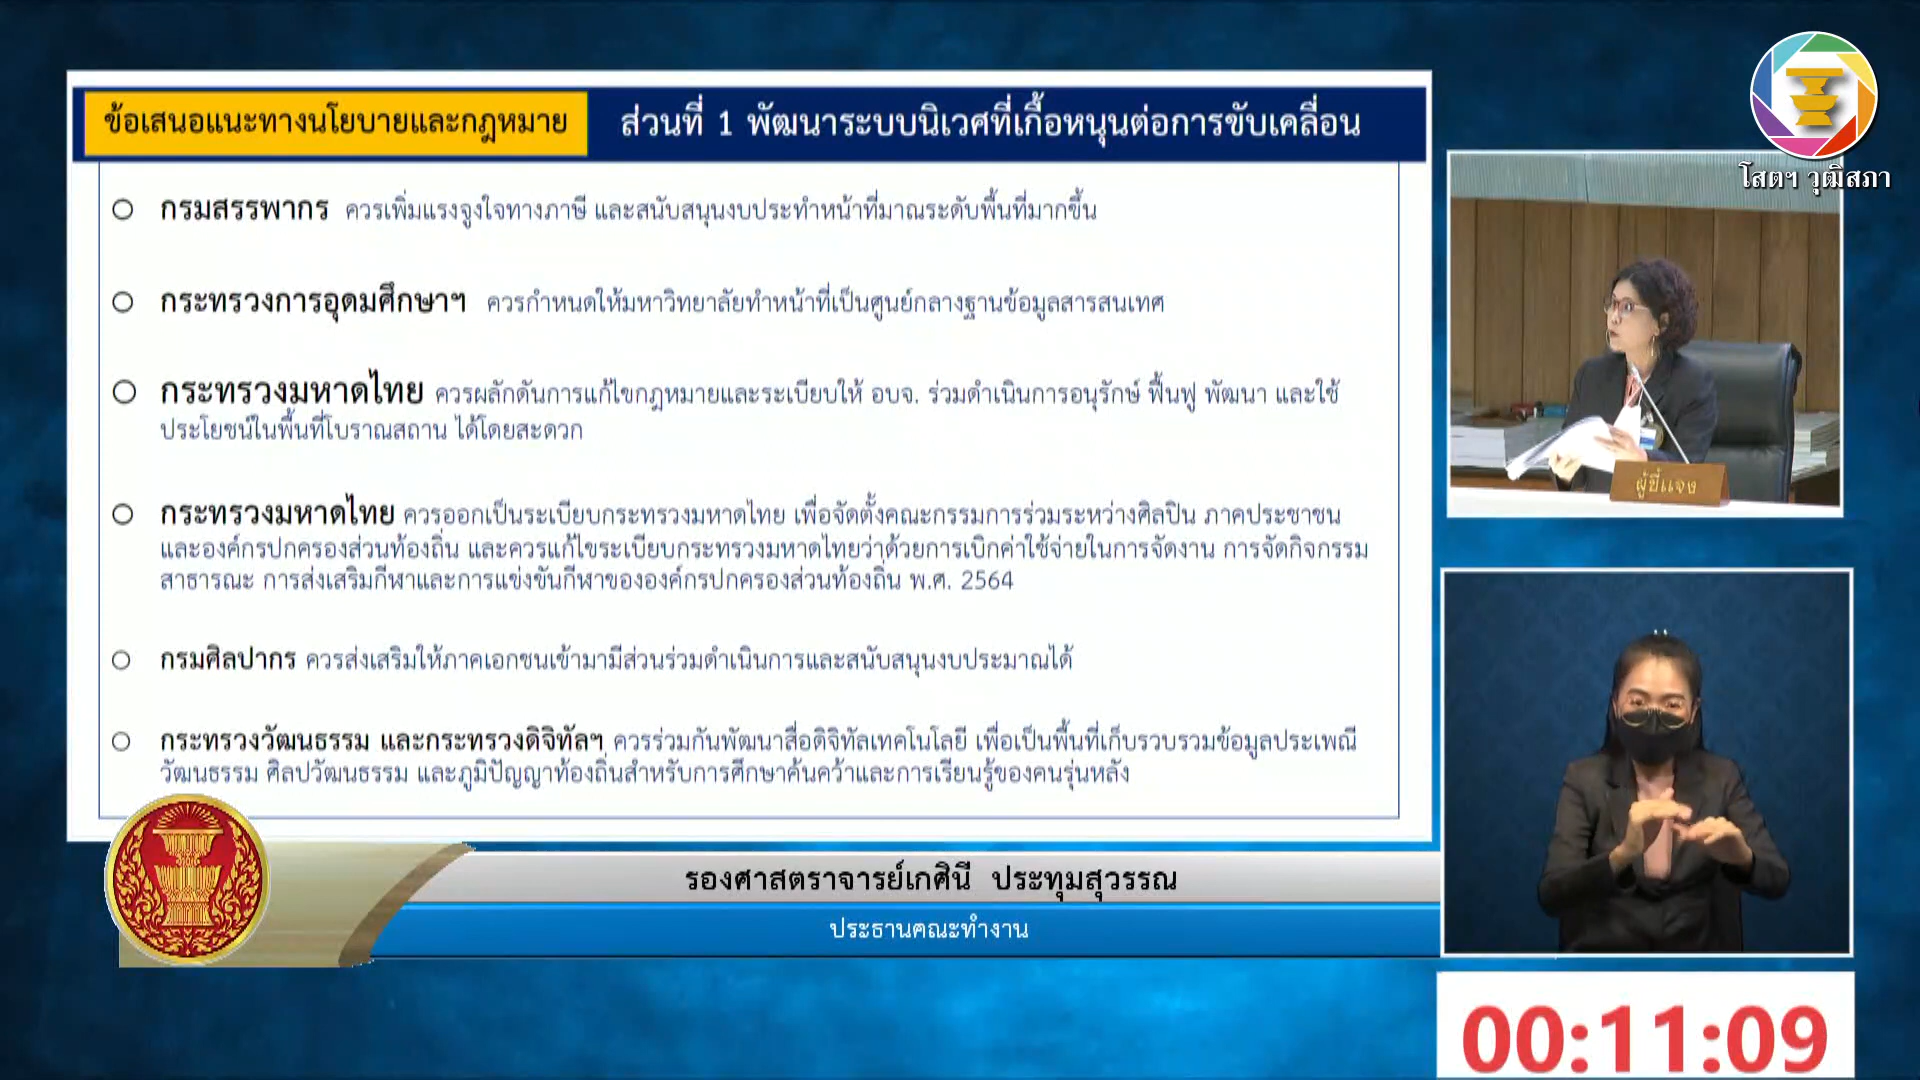 ข้อเสนอแนะทางนโยบายและกฎหมาย ส่วนที่ 1 พัฒนาระบบนิเวศที่เกื้อหนุนต่อการขับเคลื่อน
โสตฯ วุฒิสภา
กรมสรรพากร ควรเพิ่มแรงจูงใจทางภาษี และสนับสนุนงบประทำหน้าที่มาณระดับพื้นที่มากขึ้น
กระทรวงการอุดมศึกษาฯ ควรกำหนดให้มหาวิทยาลัยทำหน้าที่เป็นศูนย์กลางฐานข้อมูลสารสนเทศ
กระทรวงมหาดไทย ควรผลักดันการแก้ไขกฎหมายและระเบียบให้ อบจ. ร่วมดำเนินการอนุรักษ์ ฟื้นฟู พัฒนา และใช้
ประโยชน์ในพื้นที่โบราณสถาน ได้โดยสะดวก
กระทรวงมหาดไทย ควรออกเป็นระเบียบกระทรวงมหาดไทย เพื่อจัดตั้งคณะกรรมการร่วมระหว่างศิลปิน ภาคประชาชน
และองค์กรปกครองส่วนท้องถิ่น และควรแก้ไขระเบียบกระทรวงมหาดไทยว่าด้วยการเบิกค่าใช้จ่ายในการจัดงาน การจัดกิจกรรม
สาธารณะ การส่งเสริมกีฬาและการแข่งขันกีฬาขององค์กรปกครองส่วนท้องถิ่น พ.ศ. 2564
กรมศิลปากร ควรส่งเสริมให้ภาคเอกชนเข้ามามีส่วนร่วมดำเนินการและสนับสนุนงบประมาณได้
กระทรวงวัฒนธรรม และกระทรวงดิจิทัลฯ ควรร่วมกันพัฒนาสื่อดิจิทัลเทคโนโลยี เพื่อเป็นพื้นที่เก็บรวบรวมข้อมูลประเพณี
วัฒนธรรม ศิลปวัฒนธรรม และภูมิปัญญาท้องถิ่นสำหรับการศึกษาค้นคว้าและการเรียนรู้ของคนรุ่นหลัง
ผู้ชี้แจง
รองศาสตราจารย์เกศินี ประทุมสุวรรณ
ประธานคณะทำงาน
00:11:09